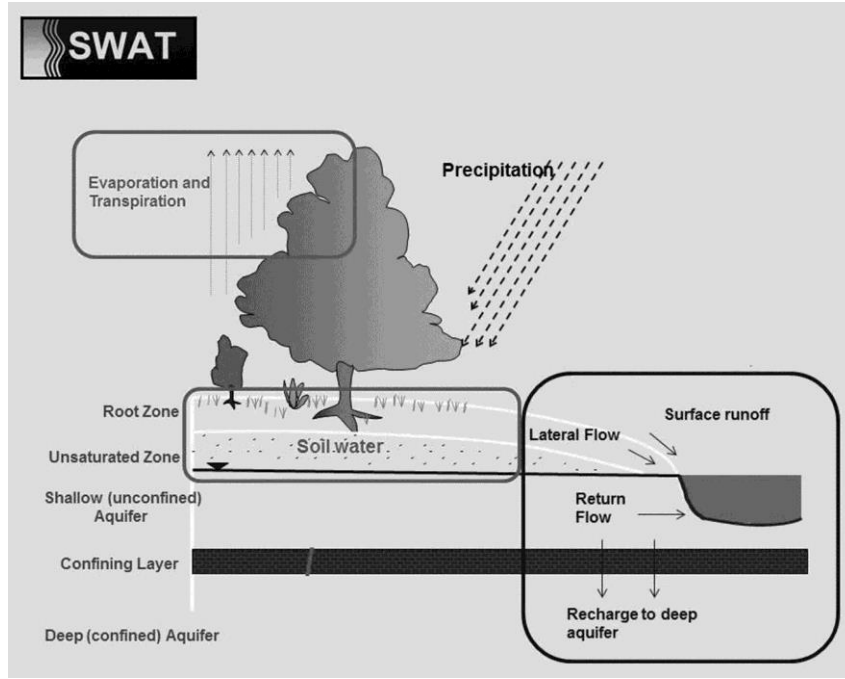 SWAT
Precipitation
Evaporation and
Transpiration
Root Zone
Soil water
Unsaturated Zone
Lateral Flow
Surface runoff
Shallow (unconfined)
Aquifer
Return
Flow
Confining Layer
Recharge to deep
aquifer
Deep (confined) Aquifer